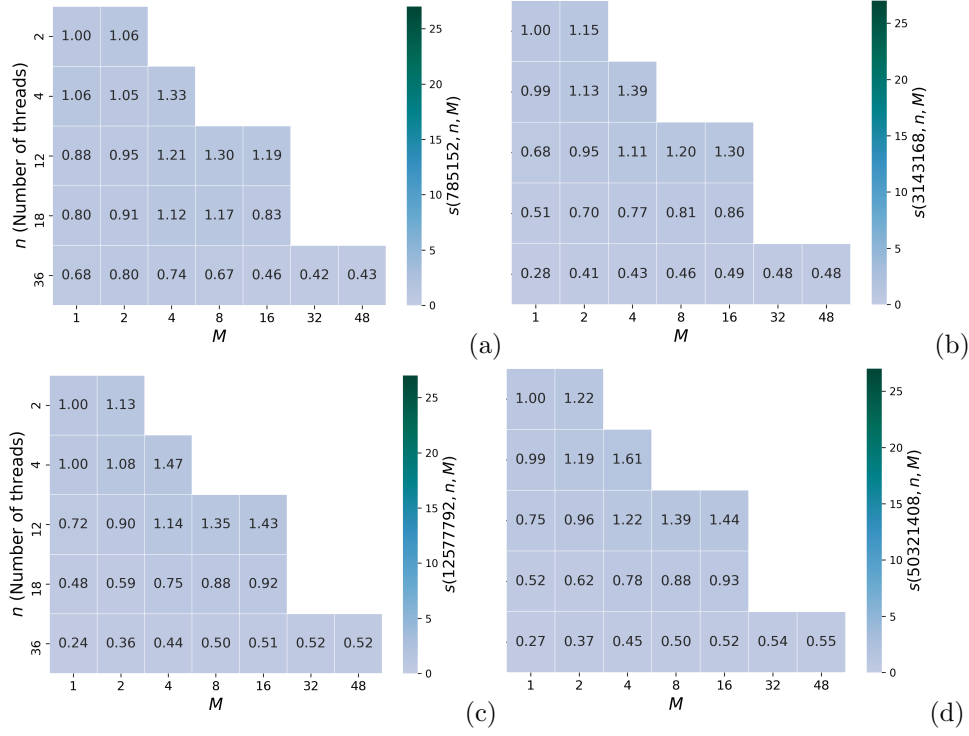 2 1.00 1.06
4 1.06 1.05 1.33
12 0.88 0.95 1.21 1.30 1.19
18 0.80 0.91 1.12 1.17 0.83
36 0.68 0.80 0.74 0.67 0.46 0.42 0.43
1 2 4 8 16 32 48
M
n (Number of threads)
25
20
15
10
5
0
s(785152, n, M)
(a)
1.00 1.15
0.99 1.13 1.39
0.68 0.95 1.11 1.20 1.30
0.51 0.70 0.77 0.81 0.86
0.28 0.41 0.43 0.46 0.49 0.48 0.48
1 2 4 8 16 32 48
M
25
20
15
10
5
0
s(3143168, n, M)
(b)
2 1.00 1.13
4 1.00 1.08 1.47
12 0.72 0.90 1.14 1.35 1.43
18 0.48 0.59 0.75 0.88 0.92
36 0.24 0.36 0.44 0.50 0.51 0.52 0.52
1 2 4 8 16 32 48
M
n (Number of threads)
25
20
15
10
5
0
s(12577792, n, M)
(c)
1.00 1.22
0.99 1.19 1.61
0.75 0.96 1.22 1.39 1.44
0.52 0.62 0.78 0.88 0.93
0.27 0.37 0.45 0.50 0.52 0.54 0.55
1 2 4 8 16 32 48
M
25
20
15
10
5
0
s(50321408, n, M)
(d)